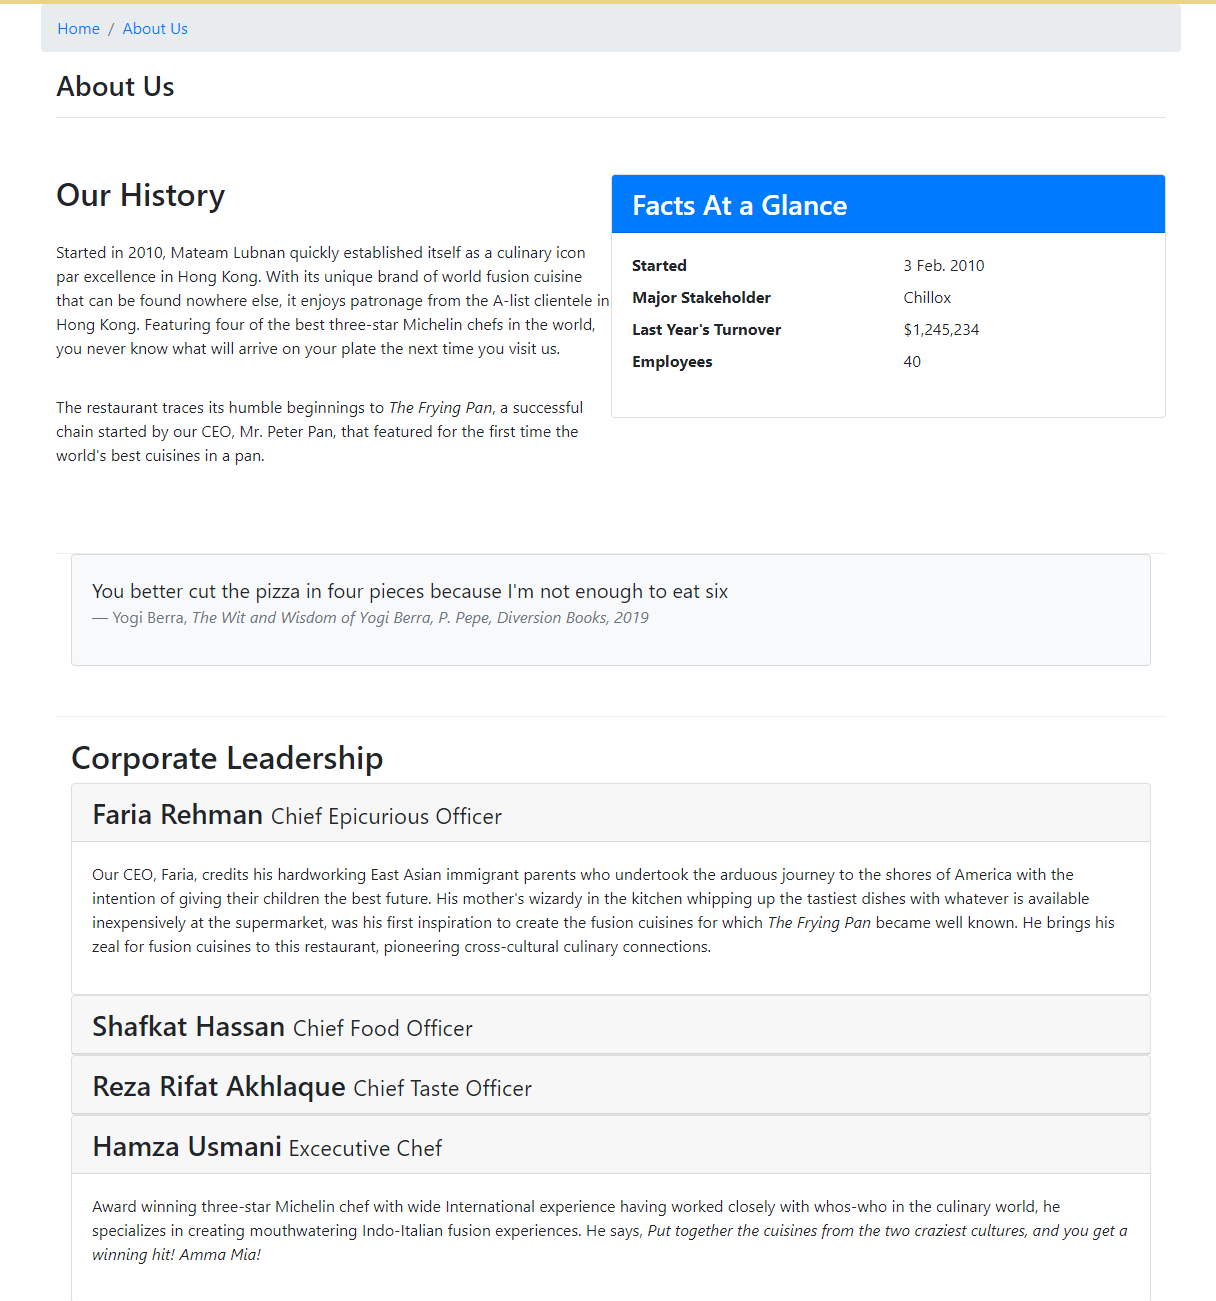 Home / About Us
About Us
Our History
Started in 2010, Mateam Lubnan quickly established itself as a culinary icon
par excellence in Hong Kong. With its unique brand of world fusion cuisine
that can be found nowhere else, it enjoys patronage from the A-list clientele in
Hong Kong. Featuring four of the best three-star Michelin chefs in the world,
you never know what will arrive on your plate the next time you visit us.
The restaurant traces its humble beginnings to The Frying Pan, a successful
chain started by our CEO, Mr. Peter Pan, that featured for the first time the
world's best cuisines in a pan.
Facts At a Glance
Started 3 Feb. 2010
Major Stakeholder Chillox
Last Year's Turnover $1,245,234
Employees 40
You better cut the pizza in four pieces because I'm not enough to eat six
— Yogi Berra, The Wit and Wisdom of Yogi Berra, P. Pepe, Diversion Books, 2019
Corporate Leadership
Faria Rehman Chief Epicurious Officer
Our CEO, Faria, credits his hardworking East Asian immigrant parents who undertook the arduous journey to the shores of America with the
intention of giving their children the best future. His mother's wizardy in the kitchen whipping up the tastiest dishes with whatever is available
inexpensively at the supermarket, was his first inspiration to create the fusion cuisines for which The Frying Pan became well known. He brings his
zeal for fusion cuisines to this restaurant, pioneering cross-cultural culinary connections.
Shafkat Hassan Chief Food Officer
Reza Rifat Akhlaque Chief Taste Officer
Hamza Usmani Excecutive Chef
Award winning three-star Michelin chef with wide International experience having worked closely with whos-who in the culinary world, he
specializes in creating mouthwatering Indo-Italian fusion experiences. He says, Put together the cuisines from the two craziest cultures, and you get a
winning hit! Amma Mia!